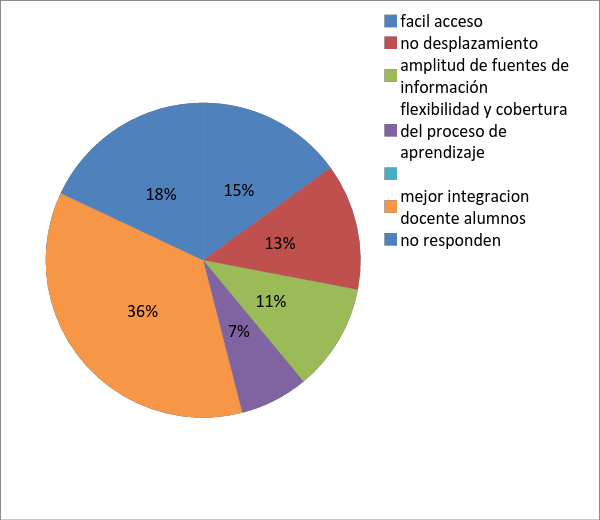 facil acceso
no desplazamiento
amplitud de fuentes de
información
flexibilidad y cobertura
del proceso de
aprendizaje
mejor integracion
docente alumnos
no responden
18%
15%
13%
11%
7%
36%